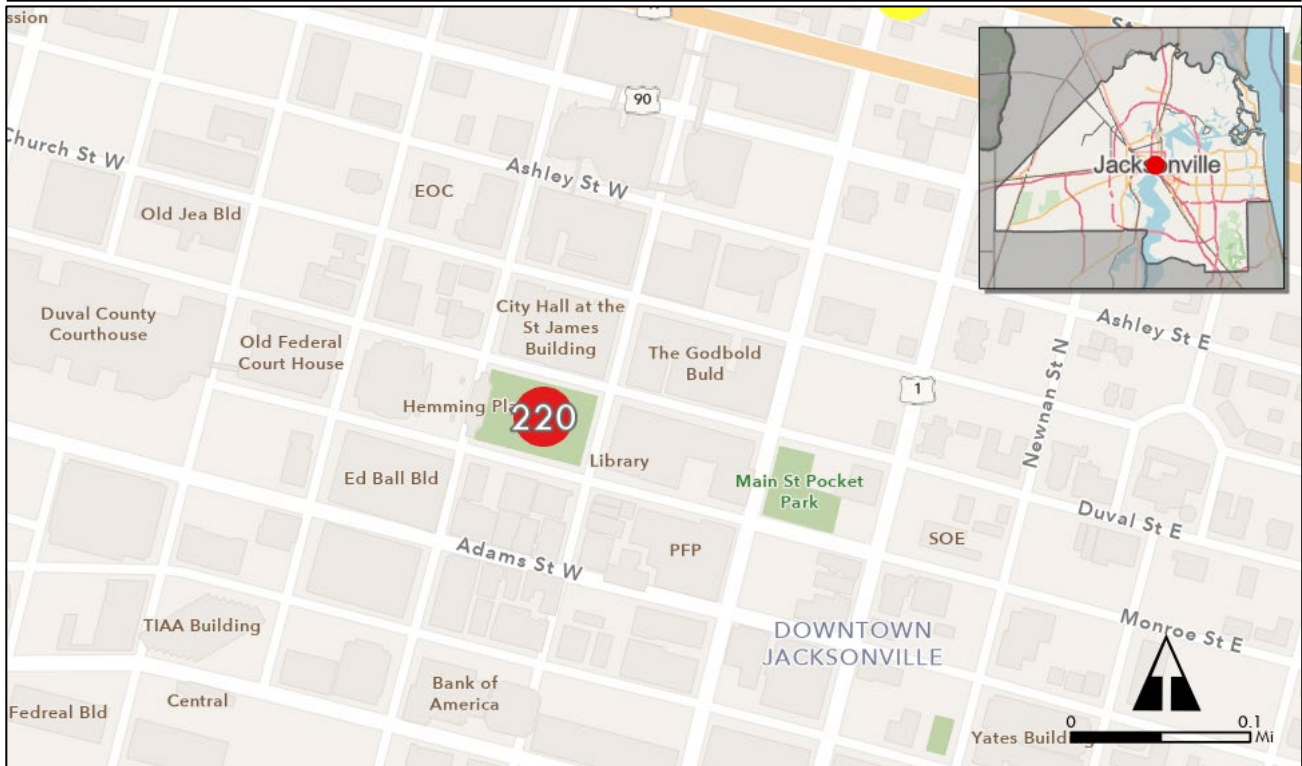 ssion
St
90
Church St W
Ashley St W
EOC
Old Jea Bld
Jacksonville
Duval County
Courthouse
Old Federal
Court House
City Hall at the
St James
Building
The Godbold
Buld
Ashley St E
Newnan St N
1
Hemming Pla
220
Library
Ed Ball Bld
Main St Pocket
Park
Duval St E
SOE
PFP
Adams St W
TIAA Building
DOWNTOWN
JACKSONVILLE
Monroe St E
Bank of
America
Central
Fedreal Bld
Yates Build
0
0.1
Mi